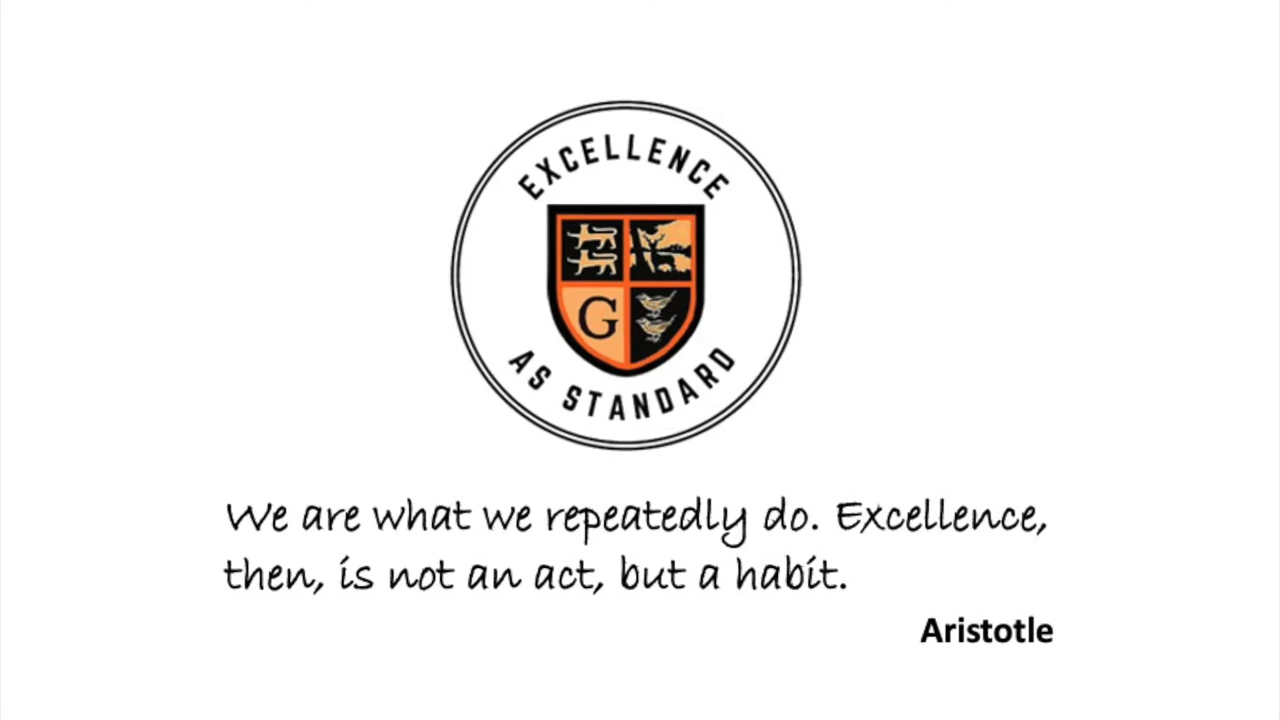 EXCELLENCE
G
AS STANDARD
We are what we repeatedly do. Excellence,
then, is not an act, but a habit.
Aristotle